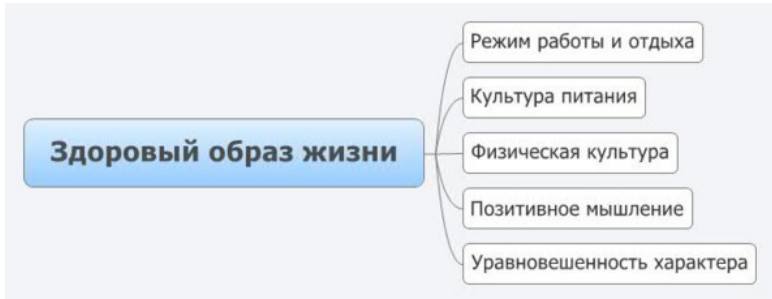 Здоровый образ жизни
Режим работы и отдыха
Культура питания
Физическая культура
Позитивное мышление
Уравновешенность характера